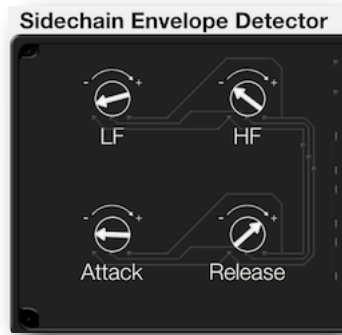 Sidechain Envelope Detector
- +
- +
LF
HF
- +
- +
Attack
Release